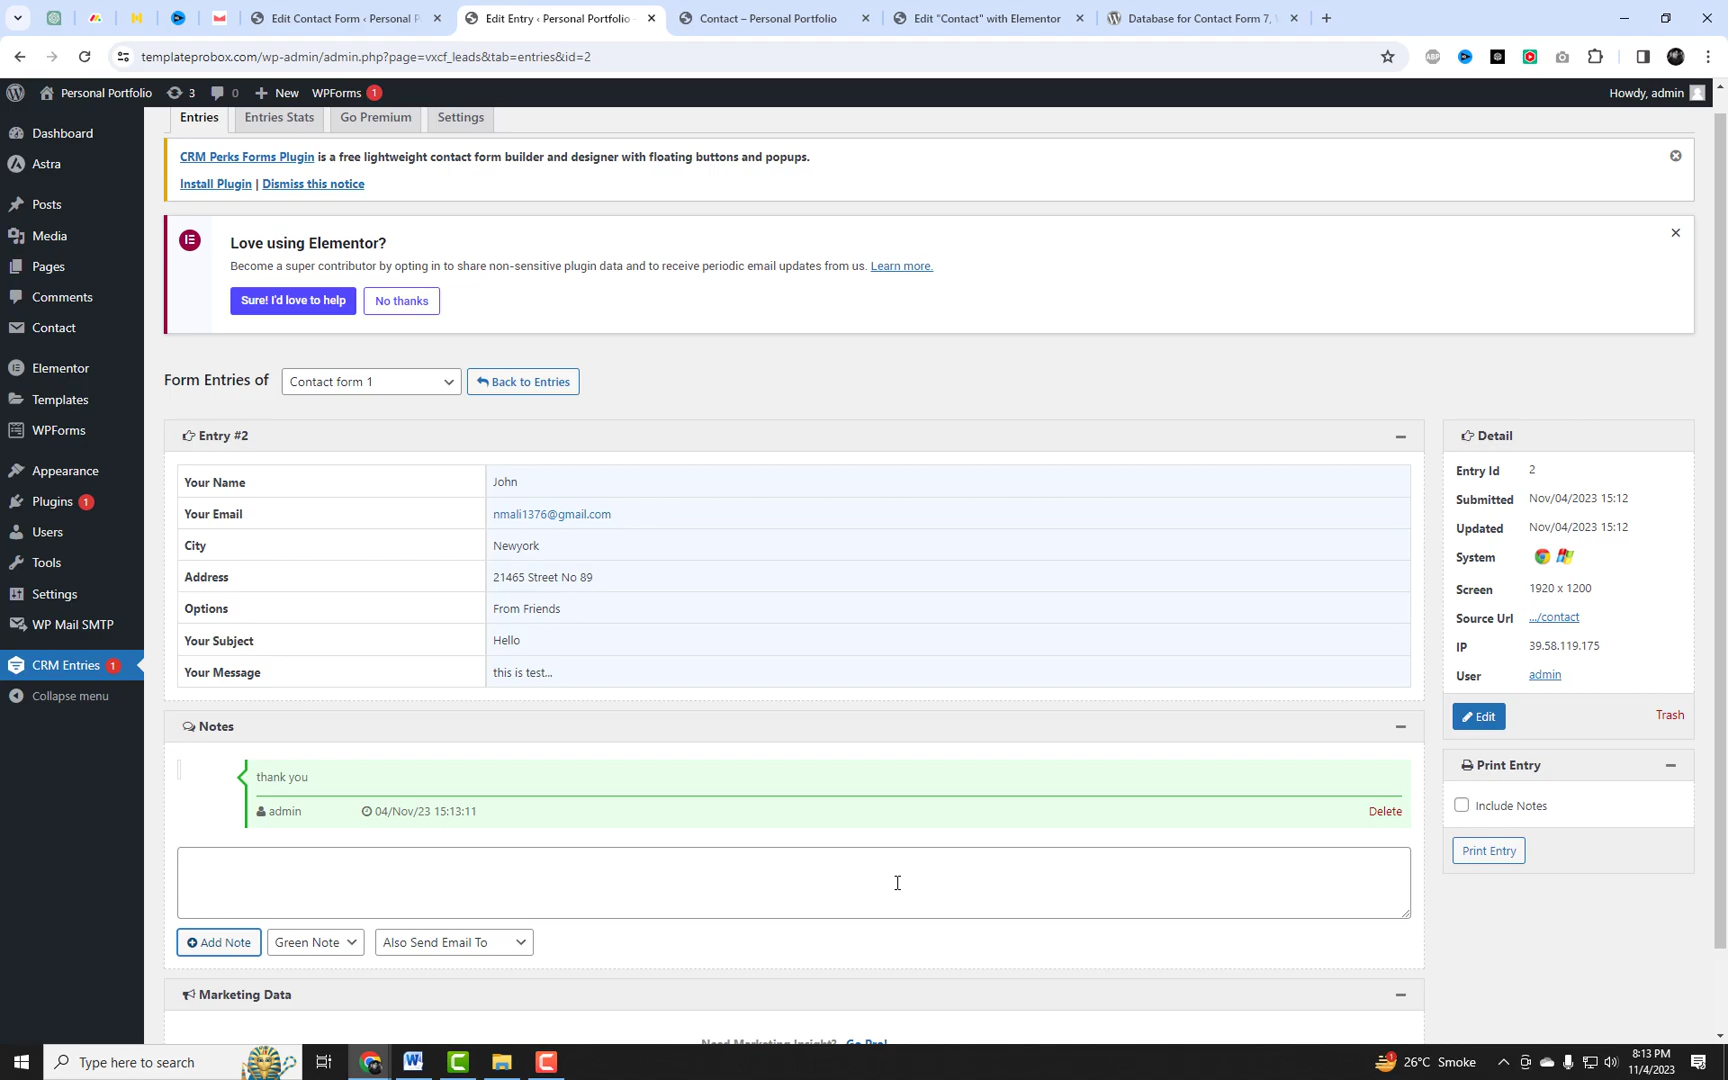 Edit Contact Form ‹ Personal P
Edit Entry ‹ Personal Portfolio
Contact – Personal Portfolio
Edit "Contact" with Elementor
Database for Contact Form 7,
templateprobox.com/wp-admin/admin.php?page=vxcf_leads&tab=entries&id=2
Personal Portfolio
3
0
New
WPForms 1
Howdy, admin
Dashboard
Astra
Posts
Media
Pages
Comments
Contact
Elementor
Templates
WPForms
Appearance
Plugins 1
Users
Tools
Settings
WP Mail SMTP
CRM Entries 1
Collapse menu
Entries
Entries Stats
Go Premium
Settings
CRM Perks Forms Plugin is a free lightweight contact form builder and designer with floating buttons and popups.
Install Plugin | Dismiss this notice
Love using Elementor?
Become a super contributor by opting in to share non-sensitive plugin data and to receive periodic email updates from us. Learn more.
Sure! I'd love to help
No thanks
Form Entries of
Contact form 1
Back to Entries
Entry #2
Your Name John
Your Email nmali1376@gmail.com
City Newyork
Address 21465 Street No 89
Options From Friends
Your Subject Hello
Your Message this is test...
Notes
thank you
admin 04/Nov/23 15:13:11 Delete
Add Note
Green Note
Also Send Email To
Marketing Data
Need Marketing Insight? Go Pro!
Detail
Entry Id 2
Submitted Nov/04/2023 15:12
Updated Nov/04/2023 15:12
System
Screen 1920 x 1200
Source Url .../contact
IP 39.58.119.175
User admin
Edit
Trash
Print Entry
Include Notes
Print Entry
Type here to search
26°C Smoke
8:13 PM
11/4/2023